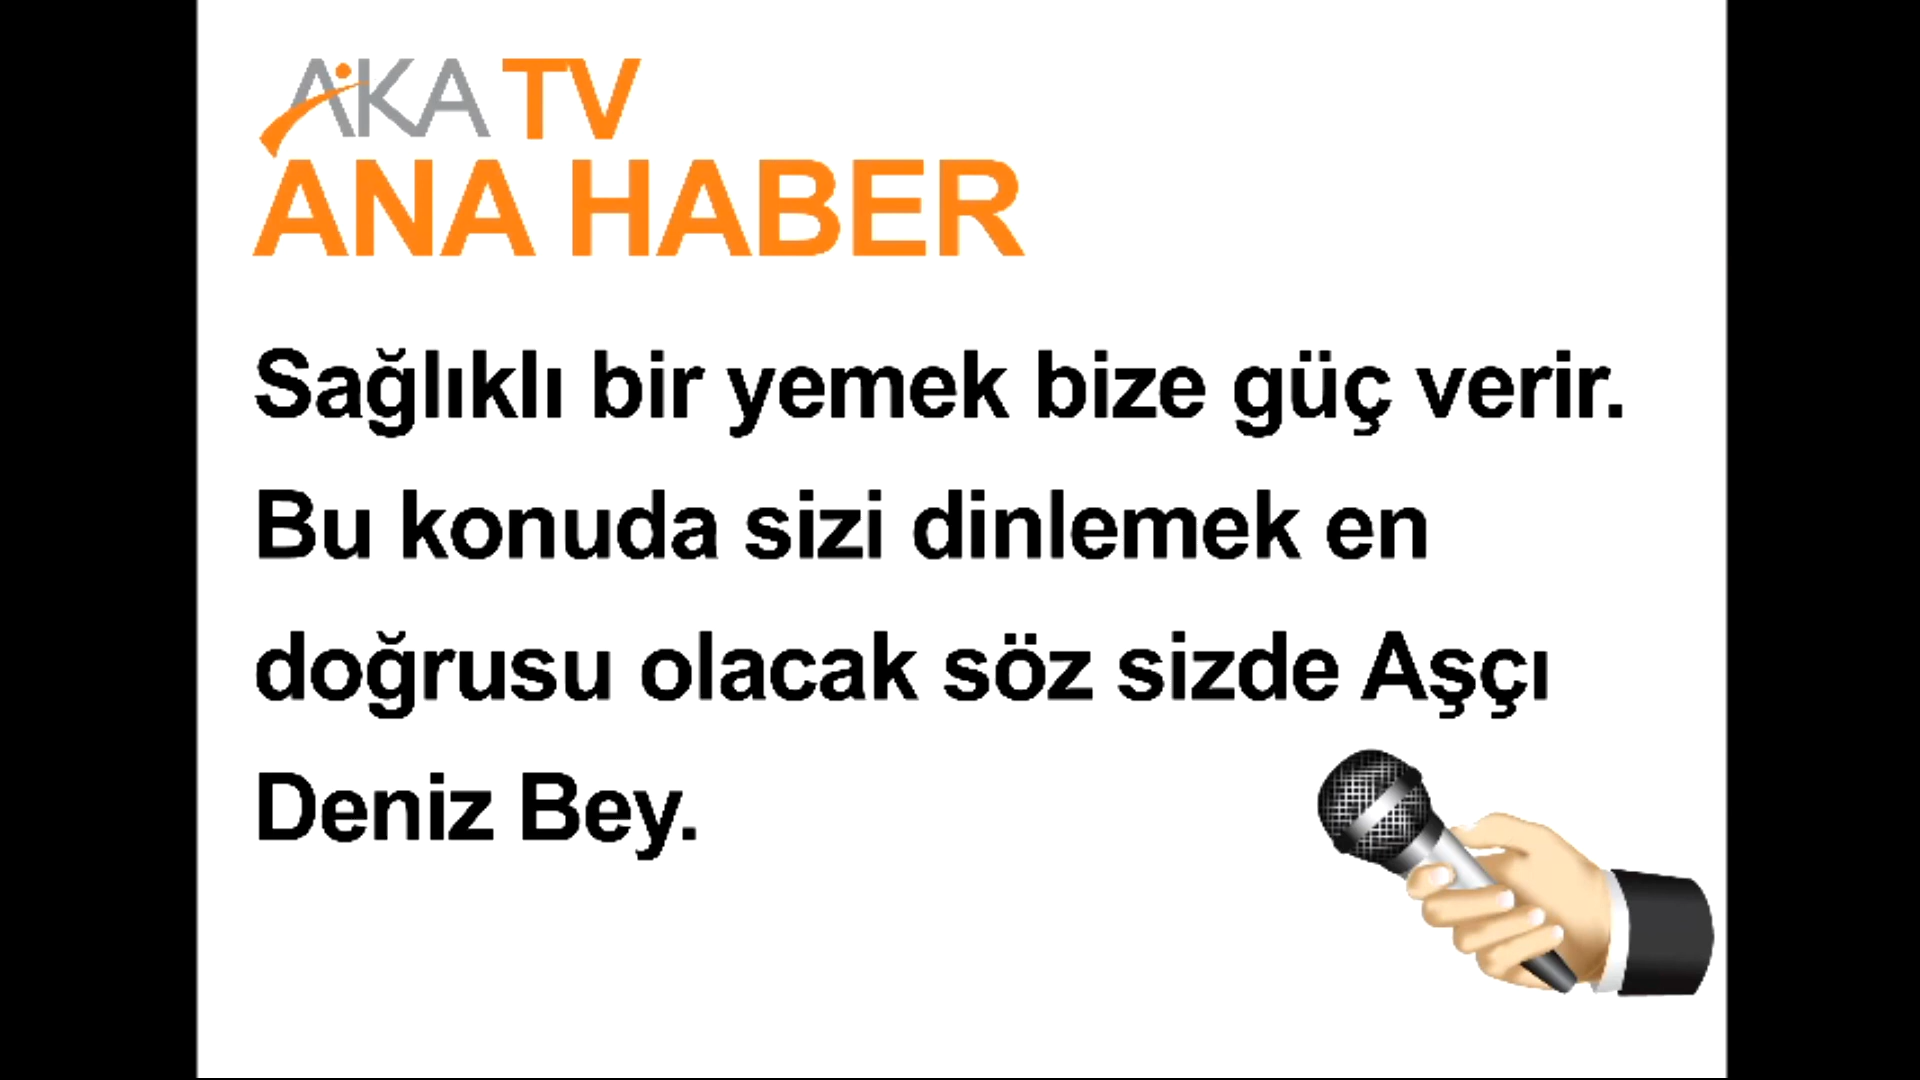 AKA TV
ANA HABER
Sağlıklı bir yemek bize güç verir.
Bu konuda sizi dinlemek en
doğrusu olacak söz sizde Aşçı
Deniz Bey.